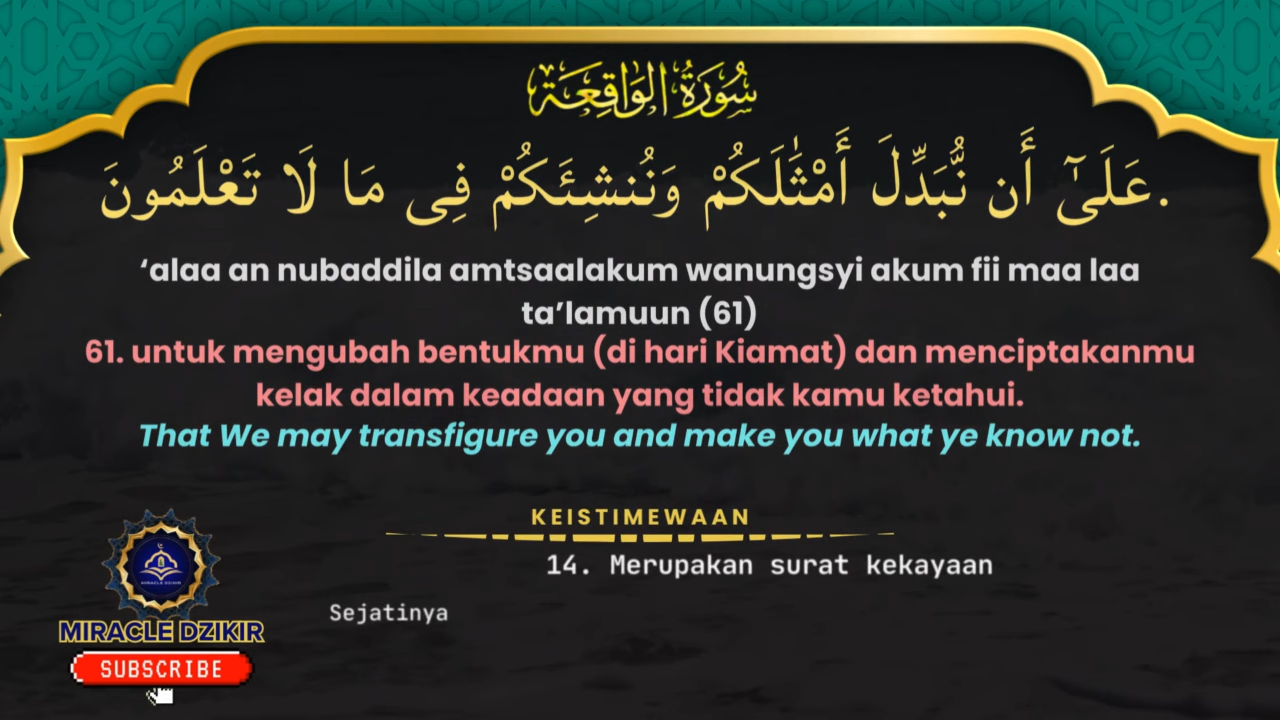 سُورَةُ الوَاقِعَة
عَلَىٰٓ أَن نُّبَدِّلَ أَمْثَٰلَكُمْ وَنُنشِئَكُمْ فِى مَا لَا تَعْلَمُونَ.
‘alaa an nubaddila amtsaalakum wanungsyi akum fii maa laa
ta’lamuun (61)
61. untuk mengubah bentukmu (di hari Kiamat) dan menciptakanmu
kelak dalam keadaan yang tidak kamu ketahui.
That We may transfigure you and make you what ye know not.
KEISTIMEWAAN
14. Merupakan surat kekayaan
Sejatinya
MIRACLE DZIKIR
MIRACLE DZIKIR
SUBSCRIBE